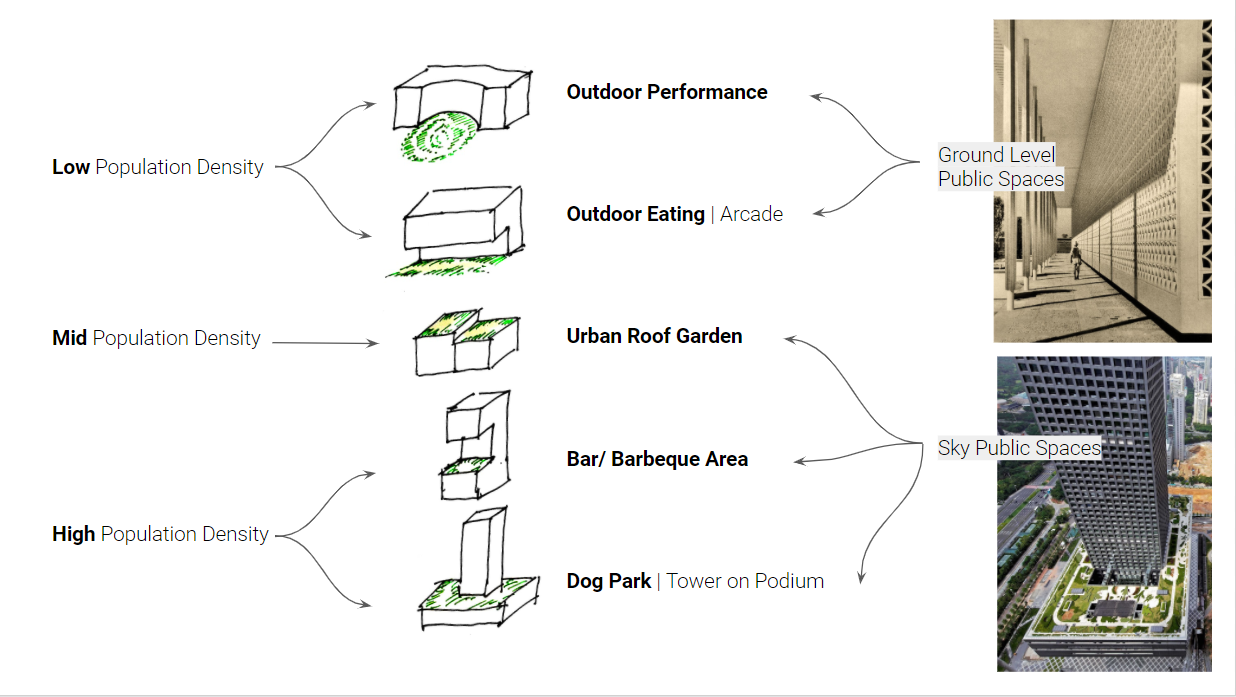 Outdoor Performance
Low Population Density
Ground Level
Public Spaces
Outdoor Eating | Arcade
Mid Population Density
Urban Roof Garden
Bar/ Barbeque Area
Sky Public Spaces
High Population Density
Dog Park | Tower on Podium